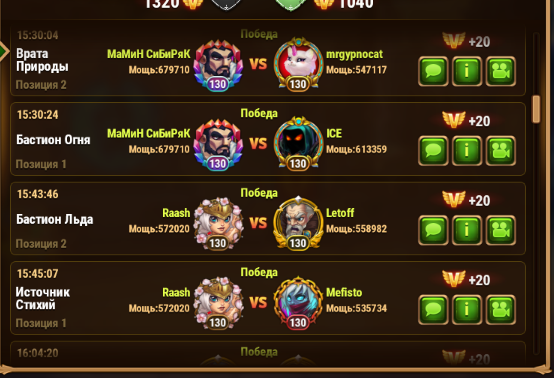 1320 1040
15:30:04 Победа +20
Врата
Природы
МаМиН СиБиРяК VS mrgypnocat
Мощь:679710 Мощь:547117
130 130
Позиция 2
15:30:24 Победа +20
Бастион Огня
МаМиН СиБиРяК VS ICE
Мощь:679710 Мощь:613359
130 130
Позиция 1
15:43:46 Победа +20
Бастион Льда
Raash VS Letoff
Мощь:572020 Мощь:558982
130 130
Позиция 2
15:45:07 Победа +20
Источник
Стихий
Raash VS Mefisto
Мощь:572020 Мощь:535734
130 130
Позиция 1
16:04:20 Победа +20